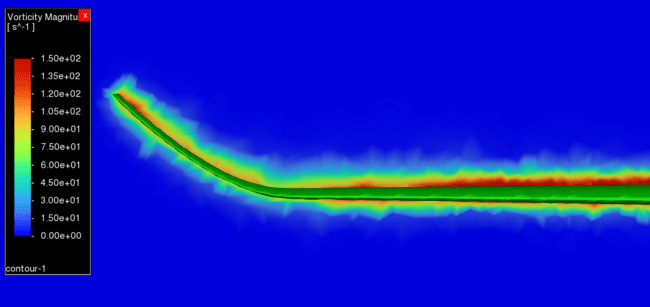 Vorticity Magnitu x
[ s^-1 ]
1.50e+02
1.35e+02
1.20e+02
1.05e+02
9.00e+01
7.50e+01
6.00e+01
4.50e+01
3.00e+01
1.50e+01
0.00e+00
contour-1